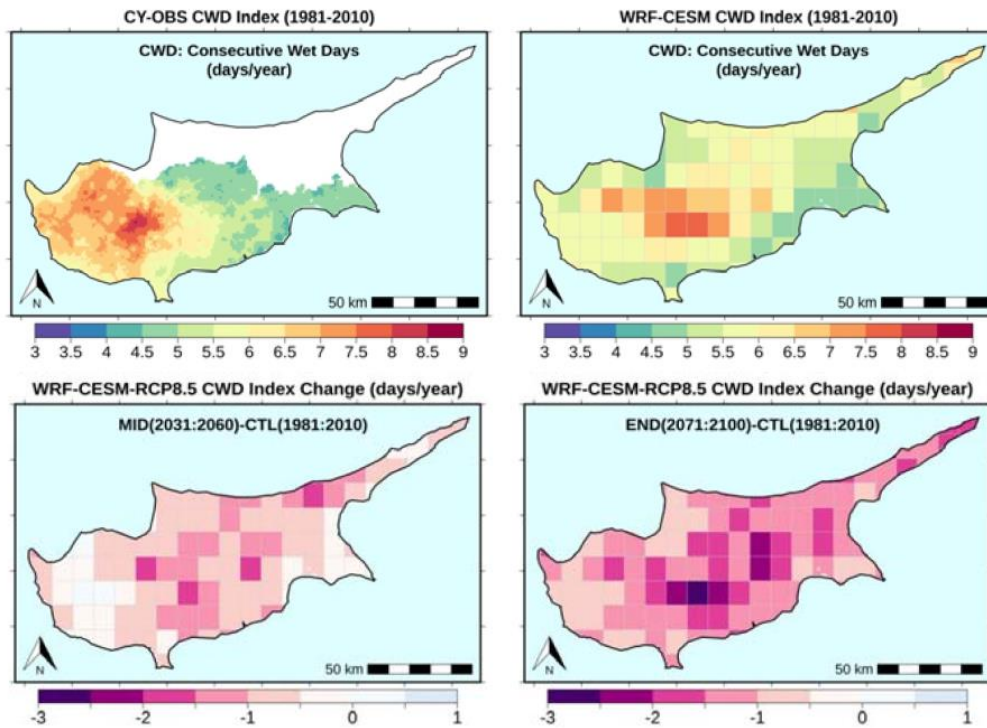 CY-OBS CWD Index (1981-2010)
CWD: Consecutive Wet Days
(days/year)
N
50 km
3 3.5 4 4.5 5 5.5 6 6.5 7 7.5 8 8.5 9
WRF-CESM CWD Index (1981-2010)
CWD: Consecutive Wet Days
(days/year)
N
50 km
3 3.5 4 4.5 5 5.5 6 6.5 7 7.5 8 8.5 9
WRF-CESM-RCP8.5 CWD Index Change (days/year)
MID(2031:2060)-CTL(1981:2010)
N
50 km
-3 -2 -1 0 1
WRF-CESM-RCP8.5 CWD Index Change (days/year)
END(2071:2100)-CTL(1981:2010)
N
50 km
-3 -2 -1 0 1